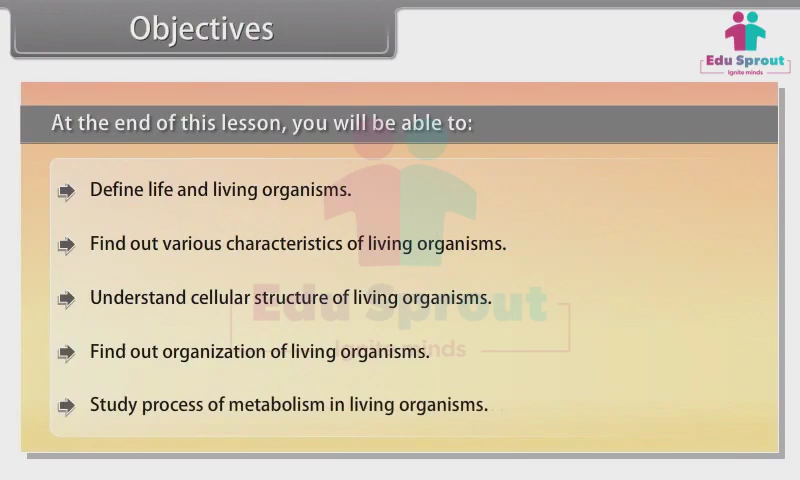 Objectives
Edu Sprout
Ignite minds
At the end of this lesson, you will be able to:
Define life and living organisms.
Find out various characteristics of living organisms.
Understand cellular structure of living organisms.
Edu Sprout
Find out organization of living organisms.
Ignite minds
Study process of metabolism in living organisms.